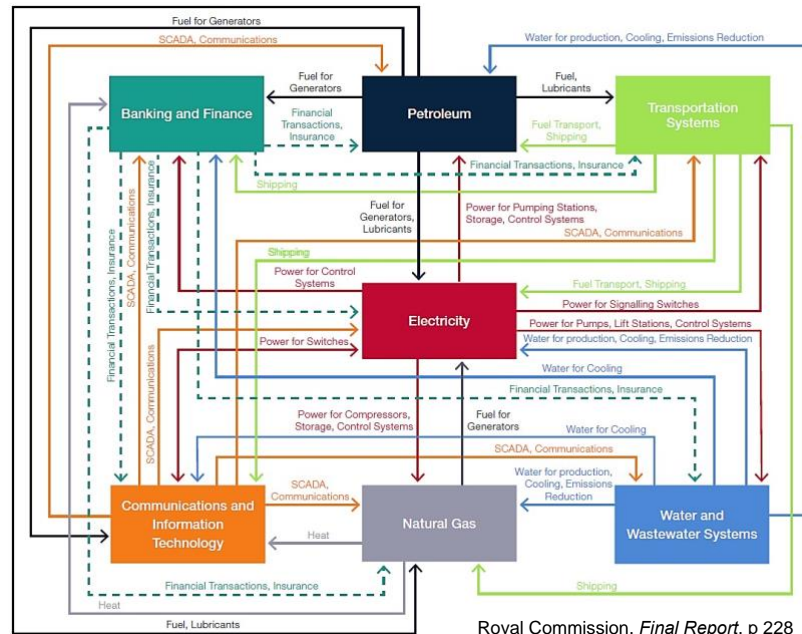 Fuel for Generators
SCADA, Communications
Water for production, Cooling, Emissions Reduction
Fuel for
Generators
Fuel,
Lubricants
Banking and Finance
Petroleum
Transportation
Systems
Financial
Transactions,
Insurance
Fuel Transport,
Shipping
Financial Transactions, Insurance
Shipping
Fuel for
Generators,
Lubricants
Power for Pumping Stations,
Storage, Control Systems
SCADA, Communications
Financial Transactions, Insurance
SCADA, Communications
Financial Transactions, Insurance
Shipping
Power for Control
Systems
Fuel Transport, Shipping
Electricity
Power for Signalling Switches
Power for Pumps, Lift Stations, Control Systems
Power for Switches
Water for production, Cooling, Emissions Reduction
Water for Cooling
SCADA, Communications
Financial Transactions, Insurance
Power for Compressors,
Storage, Control Systems
Fuel for
Generators
Water for Cooling
SCADA, Communications
SCADA,
Communications
Water for production,
Cooling, Emissions
Reduction
Communications and
Information
Technology
Natural Gas
Water and
Wastewater Systems
Heat
Financial Transactions, Insurance
Shipping
Heat
Fuel, Lubricants
Royal Commission, Final Report, p 228